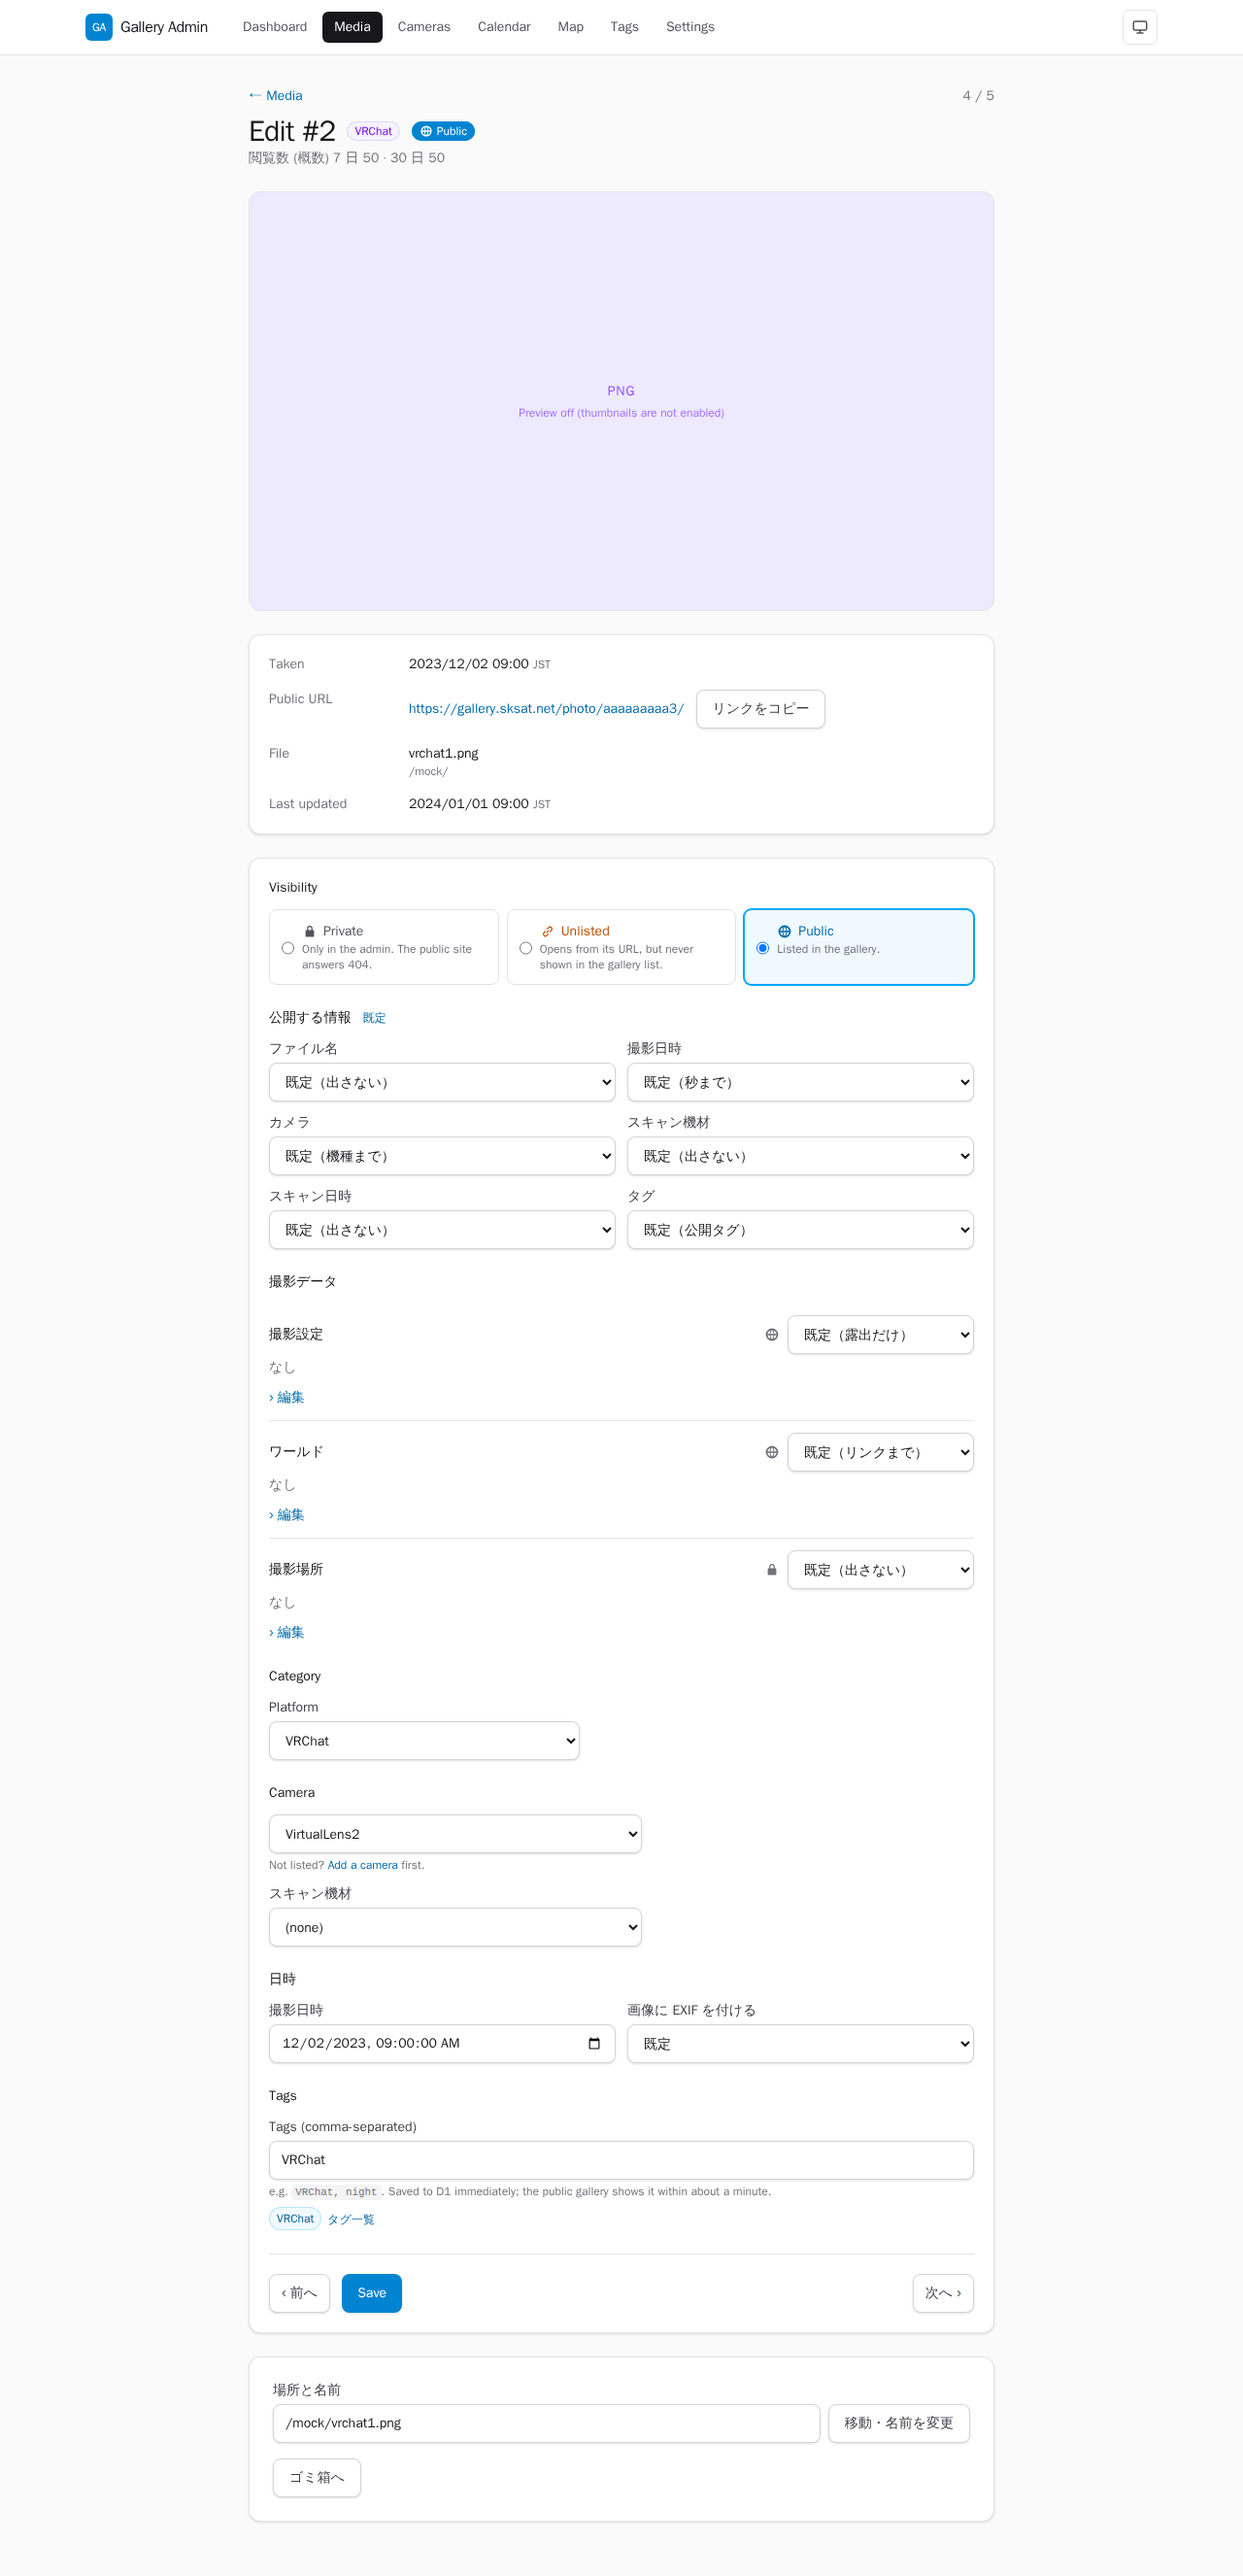 GA Gallery Admin Dashboard Media Cameras Calendar Map Tags Settings
← Media 4 / 5
Edit #2 VRChat Public
閲覧数 (概数) 7 日 50 · 30 日 50
PNG
Preview off (thumbnails are not enabled)
Taken 2023/12/02 09:00 JST
Public URL https://gallery.sksat.net/photo/aaaaaaaaa3/ リンクをコピー
File vrchat1.png
/mock/
Last updated 2024/01/01 09:00 JST
Visibility
Private
Only in the admin. The public site
answers 404.
Unlisted
Opens from its URL, but never
shown in the gallery list.
Public
Listed in the gallery.
公開する情報 既定
ファイル名 撮影日時
既定（出さない） 既定（秒まで）
カメラ スキャン機材
既定（機種まで） 既定（出さない）
スキャン日時 タグ
既定（出さない） 既定（公開タグ）
撮影データ
撮影設定 既定（露出だけ）
なし
› 編集
ワールド 既定（リンクまで）
なし
› 編集
撮影場所 既定（出さない）
なし
› 編集
Category
Platform
VRChat
Camera
VirtualLens2
Not listed? Add a camera first.
スキャン機材
(none)
日時
撮影日時 画像に EXIF を付ける
12/02/2023, 09:00:00 AM 既定
Tags
Tags (comma-separated)
VRChat
e.g. VRChat, night. Saved to D1 immediately; the public gallery shows it within about a minute.
VRChat タグ一覧
‹ 前へ Save 次へ ›
場所と名前
/mock/vrchat1.png 移動・名前を変更
ゴミ箱へ